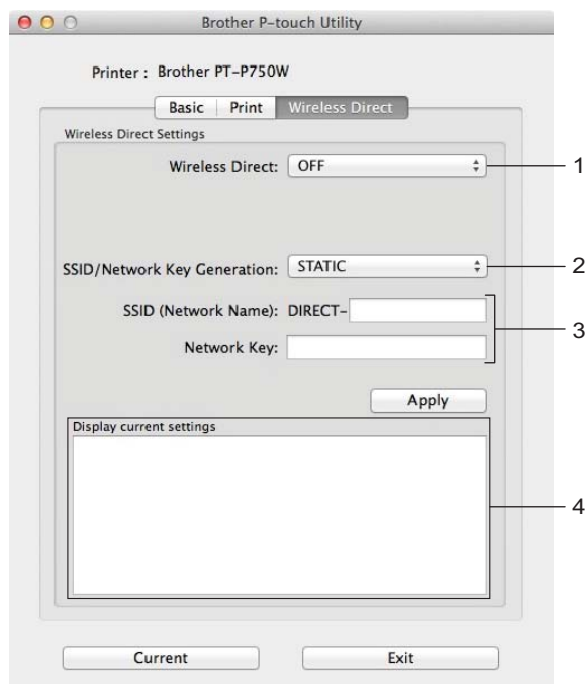 Brother P-touch Utility
Printer : Brother PT-P750W
Basic Print Wireless Direct
Wireless Direct Settings
Wireless Direct: OFF 1
SSID/Network Key Generation: STATIC 2
SSID (Network Name): DIRECT-
3
Network Key:
Apply
Display current settings
4
Current Exit